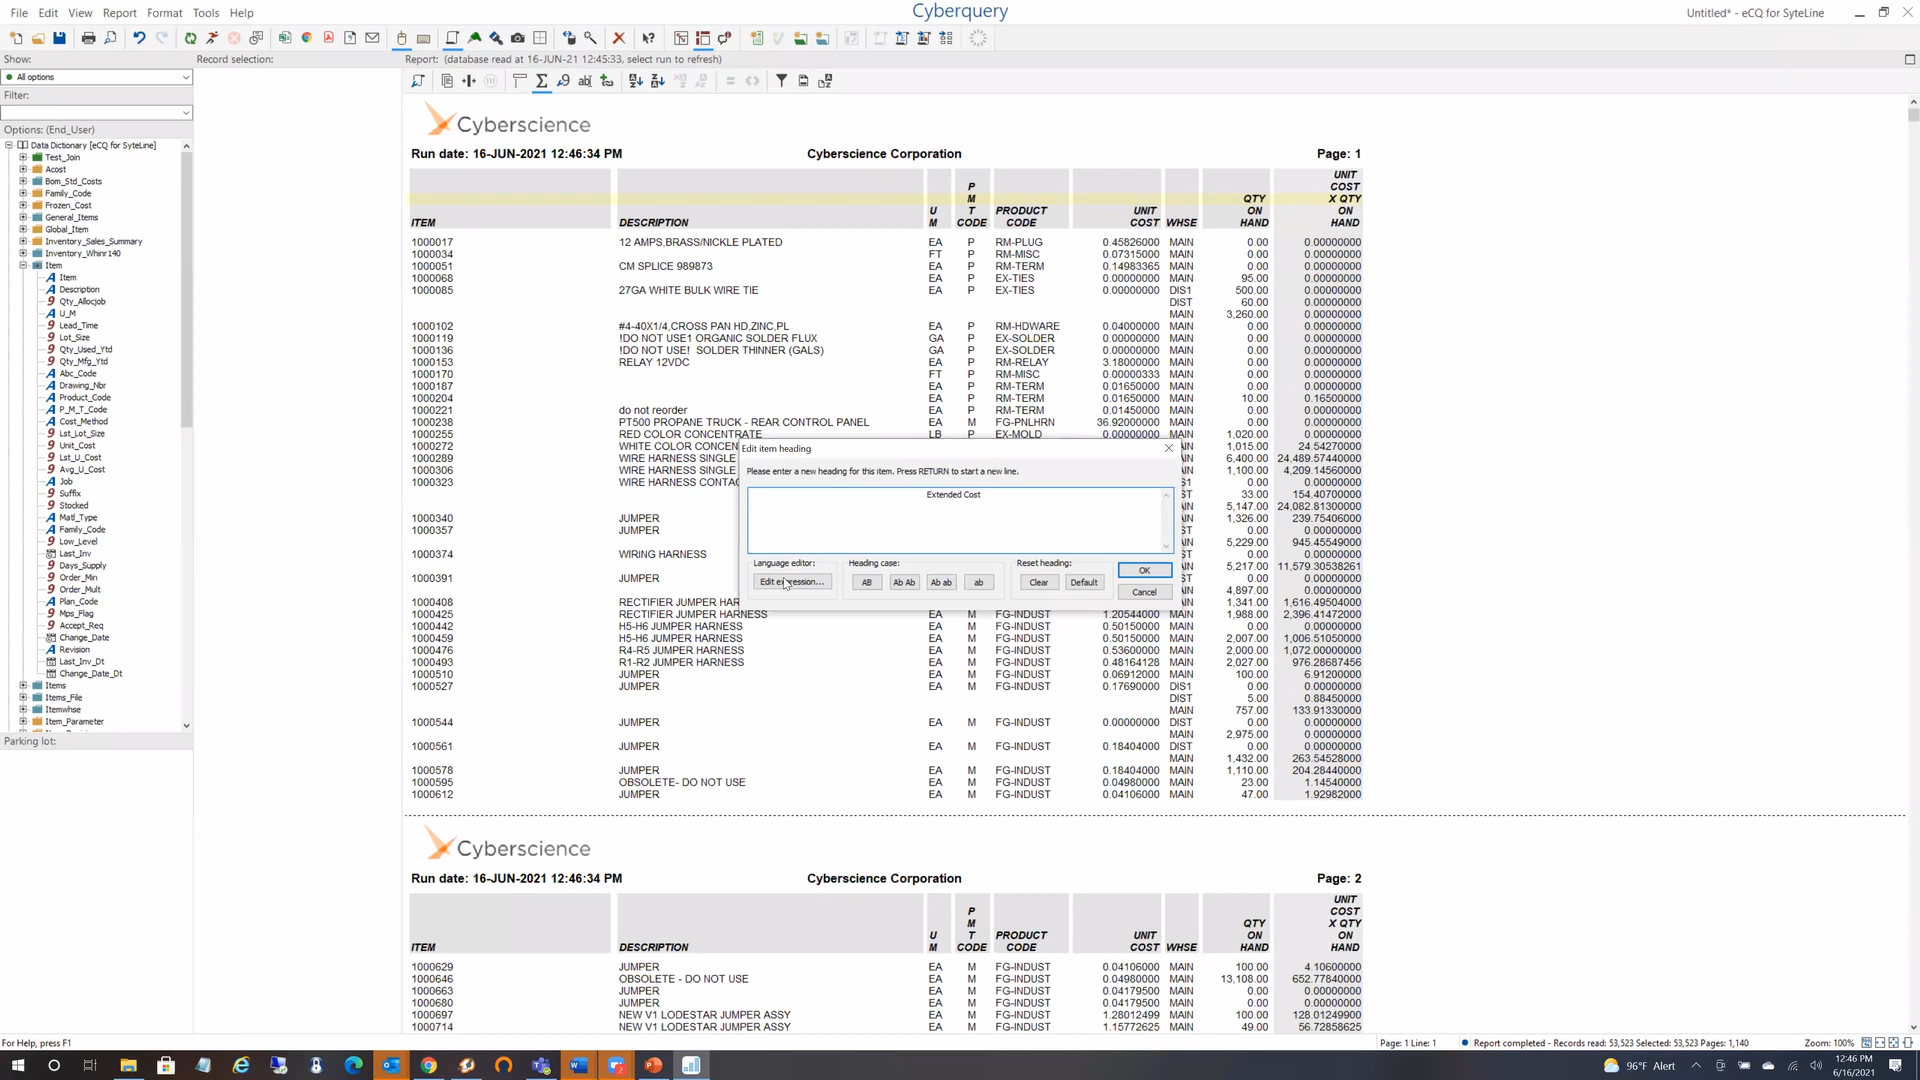 Cyberquery
Untitled* - eCQ for SyteLine
File Edit View Report Format Tools Help
Show:
Record selection:
Report: (database read at 16-JUN-21 12:45:33, select run to refresh)
All options
Filter:
Options: (End_User)
Data Dictionary [eCQ for SyteLine]
Test_Join
Acost
Bom_Std_Costs
Family_Code
Frozen_Cost
General_Items
Global_Item
Inventory_Sales_Summary
Inventory_Whinr140
Item
Item
Description
Qty_Allocjob
U_M
Lead_Time
Lot_Size
Qty_Used_Ytd
Qty_Mfg_Ytd
Abc_Code
Drawing_Nbr
Product_Code
P_M_T_Code
Cost_Method
Lst_Lot_Size
Unit_Cost
Lst_U_Cost
Avg_U_Cost
Job
Suffix
Stocked
Matl_Type
Family_Code
Low_Level
Last_Inv
Days_Supply
Order_Min
Order_Mult
Plan_Code
Mps_Flag
Accept_Req
Change_Date
Revision
Last_Inv_Dt
Change_Date_Dt
Items
Items_File
Itemwhse
Item_Parameter
Parking lot:
Cyberscience
Run date: 16-JUN-2021 12:46:34 PM Cyberscience Corporation Page: 1
UNIT
P COST
M QTY X QTY
U T PRODUCT UNIT ON ON
ITEM DESCRIPTION M CODE CODE COST WHSE HAND HAND
1000017 12 AMPS,BRASS/NICKLE PLATED EA P RM-PLUG 0.45826000 MAIN 0.00 0.00000000
1000034 FT P RM-MISC 0.07315000 MAIN 0.00 0.00000000
1000051 CM SPLICE 989873 EA P RM-TERM 0.14983365 MAIN 0.00 0.00000000
1000068 EA P EX-TIES 0.00000000 MAIN 95.00 0.00000000
1000085 27GA WHITE BULK WIRE TIE EA P EX-TIES 0.00000000 DIS1 500.00 0.00000000
DIST 60.00 0.00000000
MAIN 3,260.00 0.00000000
1000102 #4-40X1/4,CROSS PAN HD,ZINC,PL EA P RM-HDWARE 0.04000000 MAIN 0.00 0.00000000
1000119 !DO NOT USE1 ORGANIC SOLDER FLUX GA P EX-SOLDER 0.00000000 MAIN 0.00 0.00000000
1000136 !DO NOT USE! SOLDER THINNER (GALS) GA P EX-SOLDER 0.00000000 MAIN 0.00 0.00000000
1000153 RELAY 12VDC EA P RM-RELAY 3.18000000 MAIN 0.00 0.00000000
1000170 FT P RM-MISC 0.00000333 MAIN 0.00 0.00000000
1000187 EA P RM-TERM 0.01650000 MAIN 0.00 0.00000000
1000204 EA P RM-TERM 0.01650000 MAIN 10.00 0.16500000
1000221 do not reorder EA P RM-TERM 0.01450000 MAIN 0.00 0.00000000
1000238 PT500 PROPANE TRUCK - REAR CONTROL PANEL EA M FG-PNLHRN 36.92000000 MAIN 0.00 0.00000000
1000255 RED COLOR CONCENTRATE LB P EX-MOLD 0.00000000 MAIN 1,020.00 0.00000000
1000272 WHITE COLOR CONCEN AIN 1,015.00 24.54270000
1000289 WIRE HARNESS SINGLE AIN 6,400.00 24,489.57440000
1000306 WIRE HARNESS SINGLE AIN 1,100.00 4,209.14560000
1000323 WIRE HARNESS CONTA S1 0.00 0.00000000
ST 33.00 154.40700000
AIN 5,147.00 24,082.81300000
1000340 JUMPER AIN 1,326.00 239.75406000
1000357 JUMPER ST 0.00 0.00000000
AIN 5,229.00 945.45549000
1000374 WIRING HARNESS ST 0.00 0.00000000
AIN 5,217.00 11,579.30538261
1000391 JUMPER ST 0.00 0.00000000
AIN 4,897.00 0.00000000
1000408 RECTIFIER JUMPER HAR AIN 1,341.00 1,616.49504000
1000425 RECTIFIER JUMPER HARNESS EA M FG-INDUST 1.20544000 MAIN 1,988.00 2,396.41472000
1000442 H5-H6 JUMPER HARNESS EA M FG-INDUST 0.50150000 MAIN 0.00 0.00000000
1000459 H5-H6 JUMPER HARNESS EA M FG-INDUST 0.50150000 MAIN 2,007.00 1,006.51050000
1000476 R4-R5 JUMPER HARNESS EA M FG-INDUST 0.53600000 MAIN 2,000.00 1,072.00000000
1000493 R1-R2 JUMPER HARNESS EA M FG-INDUST 0.48164128 MAIN 2,027.00 976.28687456
1000510 JUMPER EA M FG-INDUST 0.06912000 MAIN 100.00 6.91200000
1000527 JUMPER EA M FG-INDUST 0.17690000 DIS1 0.00 0.00000000
DIST 5.00 0.88450000
MAIN 757.00 133.91330000
1000544 JUMPER EA M FG-INDUST 0.00000000 DIST 0.00 0.00000000
MAIN 2,975.00 0.00000000
1000561 JUMPER EA M FG-INDUST 0.18404000 DIST 0.00 0.00000000
MAIN 1,432.00 263.54528000
1000578 JUMPER EA M FG-INDUST 0.18404000 MAIN 1,110.00 204.28440000
1000595 OBSOLETE- DO NOT USE EA M FG-INDUST 0.04980000 MAIN 23.00 1.14540000
1000612 JUMPER EA M FG-INDUST 0.04106000 MAIN 47.00 1.92982000
Edit item heading
Please enter a new heading for this item. Press RETURN to start a new line.
Extended Cost
Language editor: Heading case: Reset heading:
Edit expression... AB Ab Ab Ab ab ab Clear Default OK
Cancel
Cyberscience
Run date: 16-JUN-2021 12:46:34 PM Cyberscience Corporation Page: 2
UNIT
P COST
M QTY X QTY
U T PRODUCT UNIT ON ON
ITEM DESCRIPTION M CODE CODE COST WHSE HAND HAND
1000629 JUMPER EA M FG-INDUST 0.04106000 MAIN 100.00 4.10600000
1000646 OBSOLETE - DO NOT USE EA M FG-INDUST 0.04980000 MAIN 13,108.00 652.77840000
1000663 JUMPER EA M FG-INDUST 0.04179500 MAIN 0.00 0.00000000
1000680 JUMPER EA M FG-INDUST 0.04179500 MAIN 0.00 0.00000000
1000697 NEW V1 LODESTAR JUMPER ASSY EA M FG-INDUST 1.28012499 MAIN 100.00 128.01249900
1000714 NEW V1 LODESTAR JUMPER ASSY EA M FG-INDUST 1.15772625 MAIN 49.00 56.72858625
For Help, press F1
Page: 1 Line: 1
Report completed - Records read: 53,523 Selected: 53,523 Pages: 1,140
Zoom: 100%
96°F Alert
12:46 PM
6/16/2021